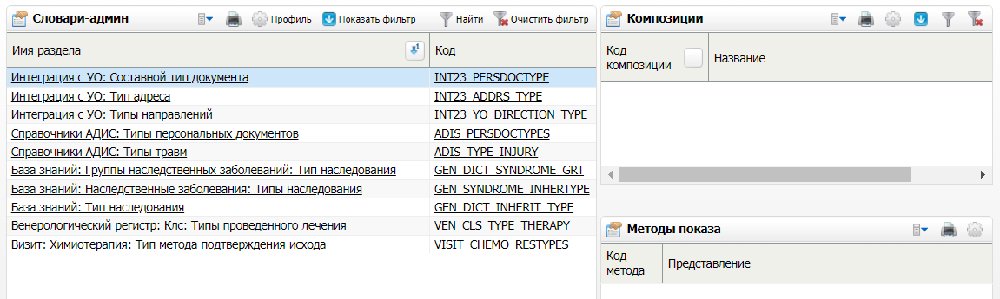 Словари-админ
Профиль
Показать фильтр
Найти
Очистить фильтр
Имя раздела
Код
Интеграция с УО: Составной тип документа INT23_PERSDOCTYPE
Интеграция с УО: Тип адреса INT23_ADDRS_TYPE
Интеграция с УО: Типы направлений INT23_YO_DIRECTION_TYPE
Справочники АДИС: Типы персональных документов ADIS_PERSDOCTYPES
Справочники АДИС: Типы травм ADIS_TYPE_INJURY
База знаний: Группы наследственных заболеваний: Тип наследования GEN_DICT_SYNDROME_GRT
База знаний: Наследственные заболевания: Типы наследования GEN_SYNDROME_INHERTYPE
База знаний: Тип наследования GEN_DICT_INHERIT_TYPE
Венерологический регистр: Клс: Типы проведенного лечения VEN_CLS_TYPE_THERAPY
Визит: Химиотерапия: Тип метода подтверждения исхода VISIT_CHEMO_RESTYPES
Композиции
Код
композиции
Название
Методы показа
Код
метода
Представление